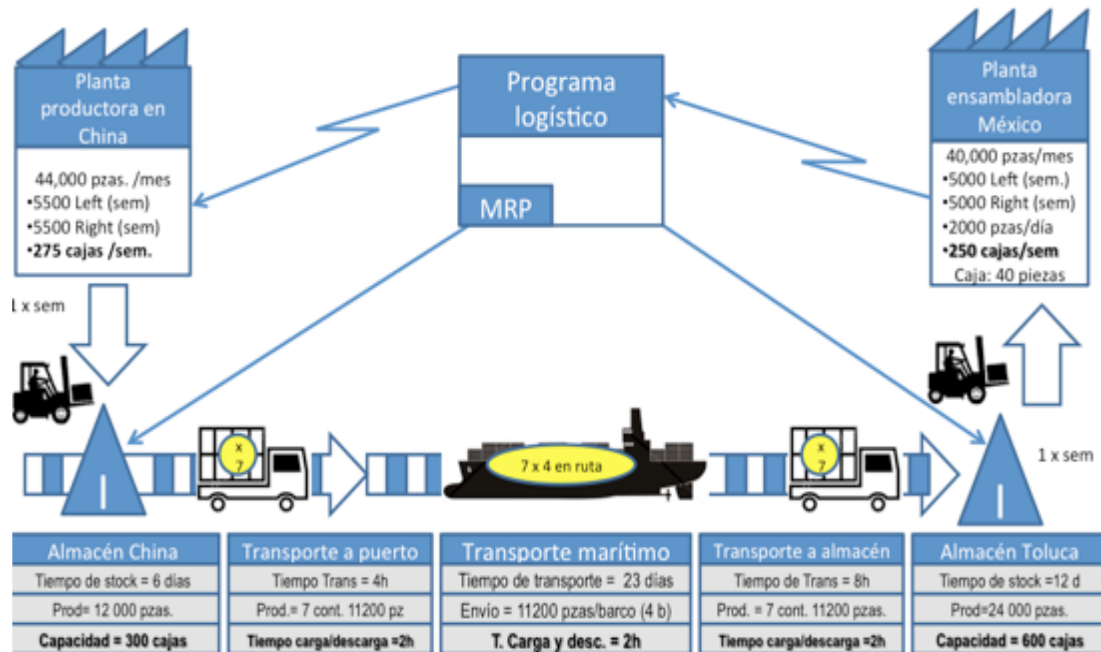 Planta
productora en
China
44,000 pzas. /mes
•5500 Left (sem)
•5500 Right (sem)
•275 cajas /sem.
1 x sem
Programa
logístico
MRP
Planta
ensambladora
México
40,000 pzas/mes
•5000 Left (sem.)
•5000 Right (sem)
•2000 pzas/día
•250 cajas/sem
Caja: 40 piezas
x
7
7 x 4 en ruta
x
7
1 x sem
I
I
Almacén China
Tiempo de stock = 6 días
Prod= 12 000 pzas.
Capacidad = 300 cajas
Transporte a puerto
Tiempo Trans = 4h
Prod.= 7 cont. 11200 pz
Tiempo carga/descarga =2h
Transporte marítimo
Tiempo de transporte = 23 días
Envío = 11200 pzas/barco (4 b)
T. Carga y desc. = 2h
Transporte a almacén
Tiempo de Trans = 8h
Prod. = 7 cont. 11200 pzas.
Tiempo carga/descarga =2h
Almacén Toluca
Tiempo de stock =12 d
Prod=24 000 pzas.
Capacidad = 600 cajas